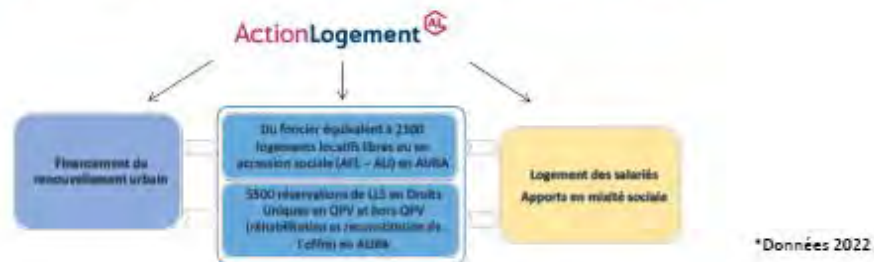 ActionLogement AL
Financement du
renouvellement urbain
Du foncier équivalent à 2300
logements locatifs libres ou en
accession sociale (AFL – ALI) en AURA
5500 réservations de LLS en Droits
Uniques en QPV et hors QPV
(réhabilitation et reconstitution de
l'offre) en AURA
Logement des salariés
Apports en mixité sociale
*Données 2022